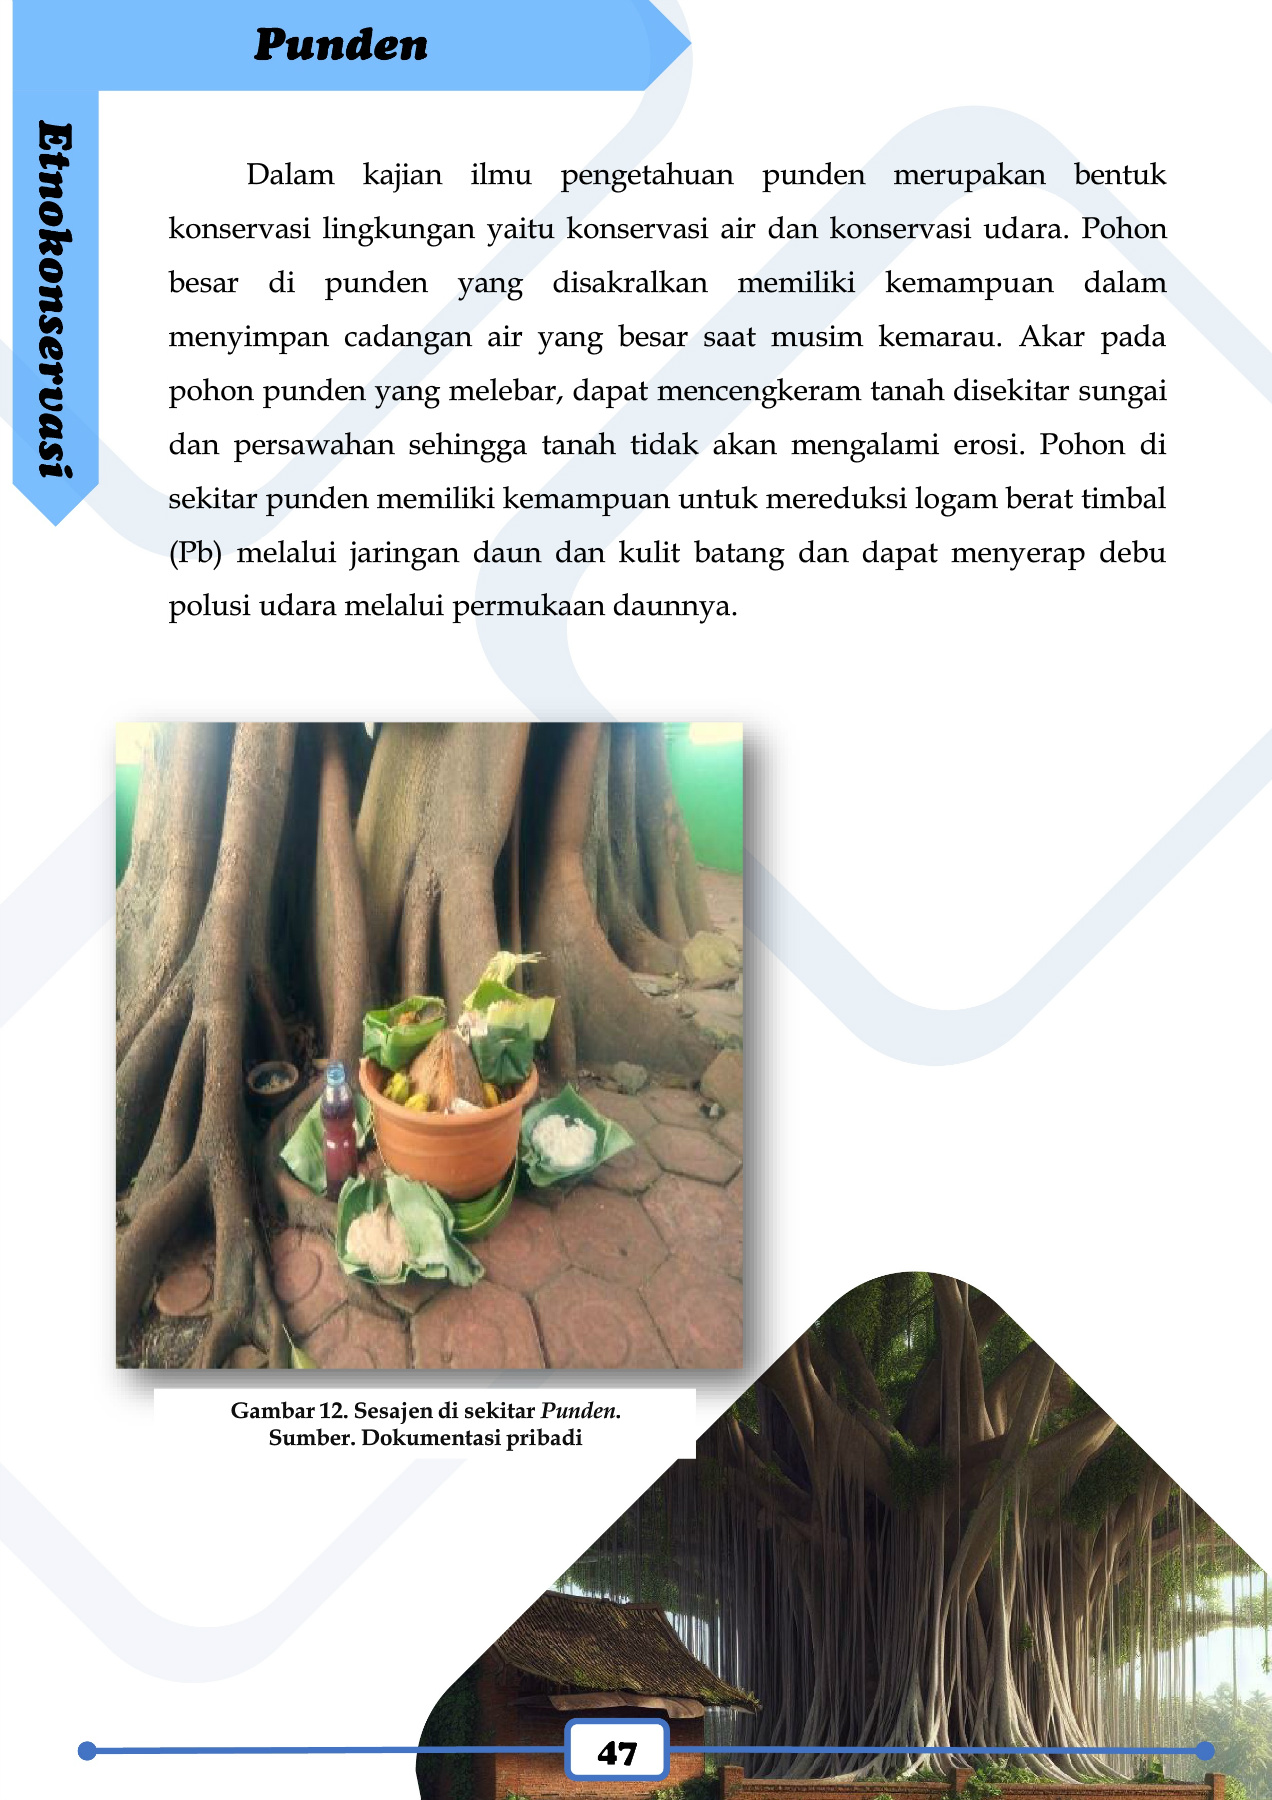 Punden
Etnokonservasi
Dalam kajian ilmu pengetahuan punden merupakan bentuk
konservasi lingkungan yaitu konservasi air dan konservasi udara. Pohon
besar di punden yang disakralkan memiliki kemampuan dalam
menyimpan cadangan air yang besar saat musim kemarau. Akar pada
pohon punden yang melebar, dapat mencengkeram tanah disekitar sungai
dan persawahan sehingga tanah tidak akan mengalami erosi. Pohon di
sekitar punden memiliki kemampuan untuk mereduksi logam berat timbal
(Pb) melalui jaringan daun dan kulit batang dan dapat menyerap debu
polusi udara melalui permukaan daunnya.
Gambar 12. Sesajen di sekitar Punden.
Sumber. Dokumentasi pribadi
47